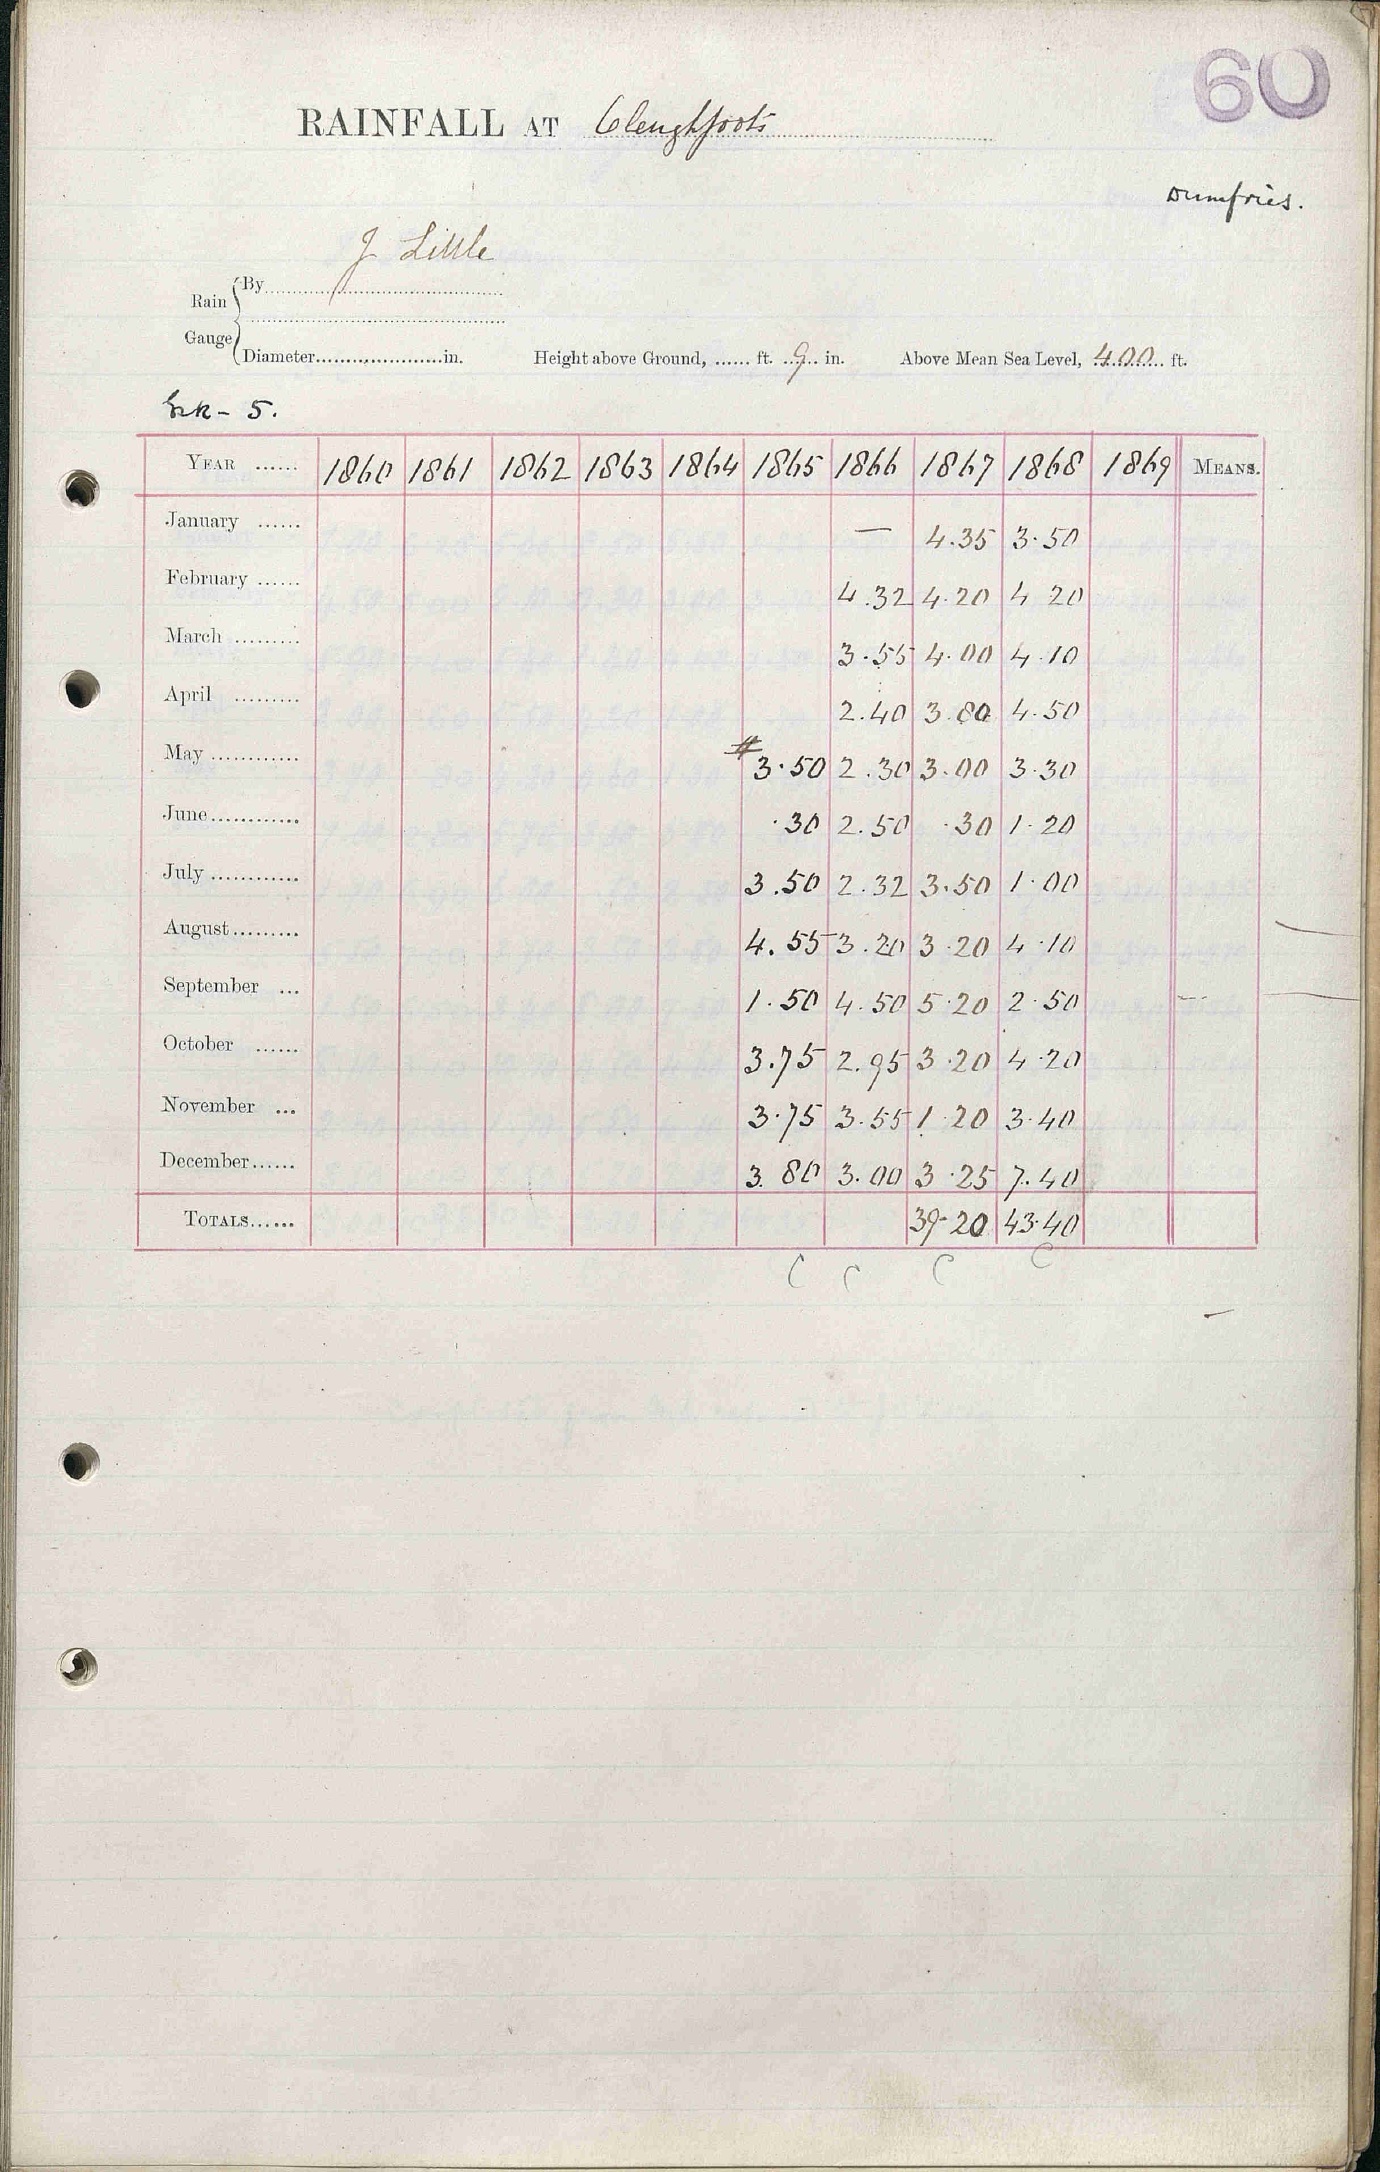 60
RAINFALL AT Cleughfoots
Dumfries.
J Little
Rain Gauge { By
Diameter in. Height above Ground, ft. 9 in. Above Mean Sea Level, 400 ft.
Esk - 5.
YEAR 1860 1861 1862 1863 1864 1865 1866 1867 1868 1869 MEANS.
January — 4.35 3.50
February 4.32 4.20 4.20
March 3.55 4.00 4.10
April 2.40 3.80 4.50
May # 3.50 2.30 3.00 3.30
June .30 2.50 .30 1.20
July 3.50 2.32 3.50 1.00
August 4.55 3.20 3.20 4.10
September 1.50 4.50 5.20 2.50
October 3.75 2.95 3.20 4.20
November 3.75 3.55 1.20 3.40
December 3.80 3.00 3.25 7.40
TOTALS 39.20 43.40
C C C C